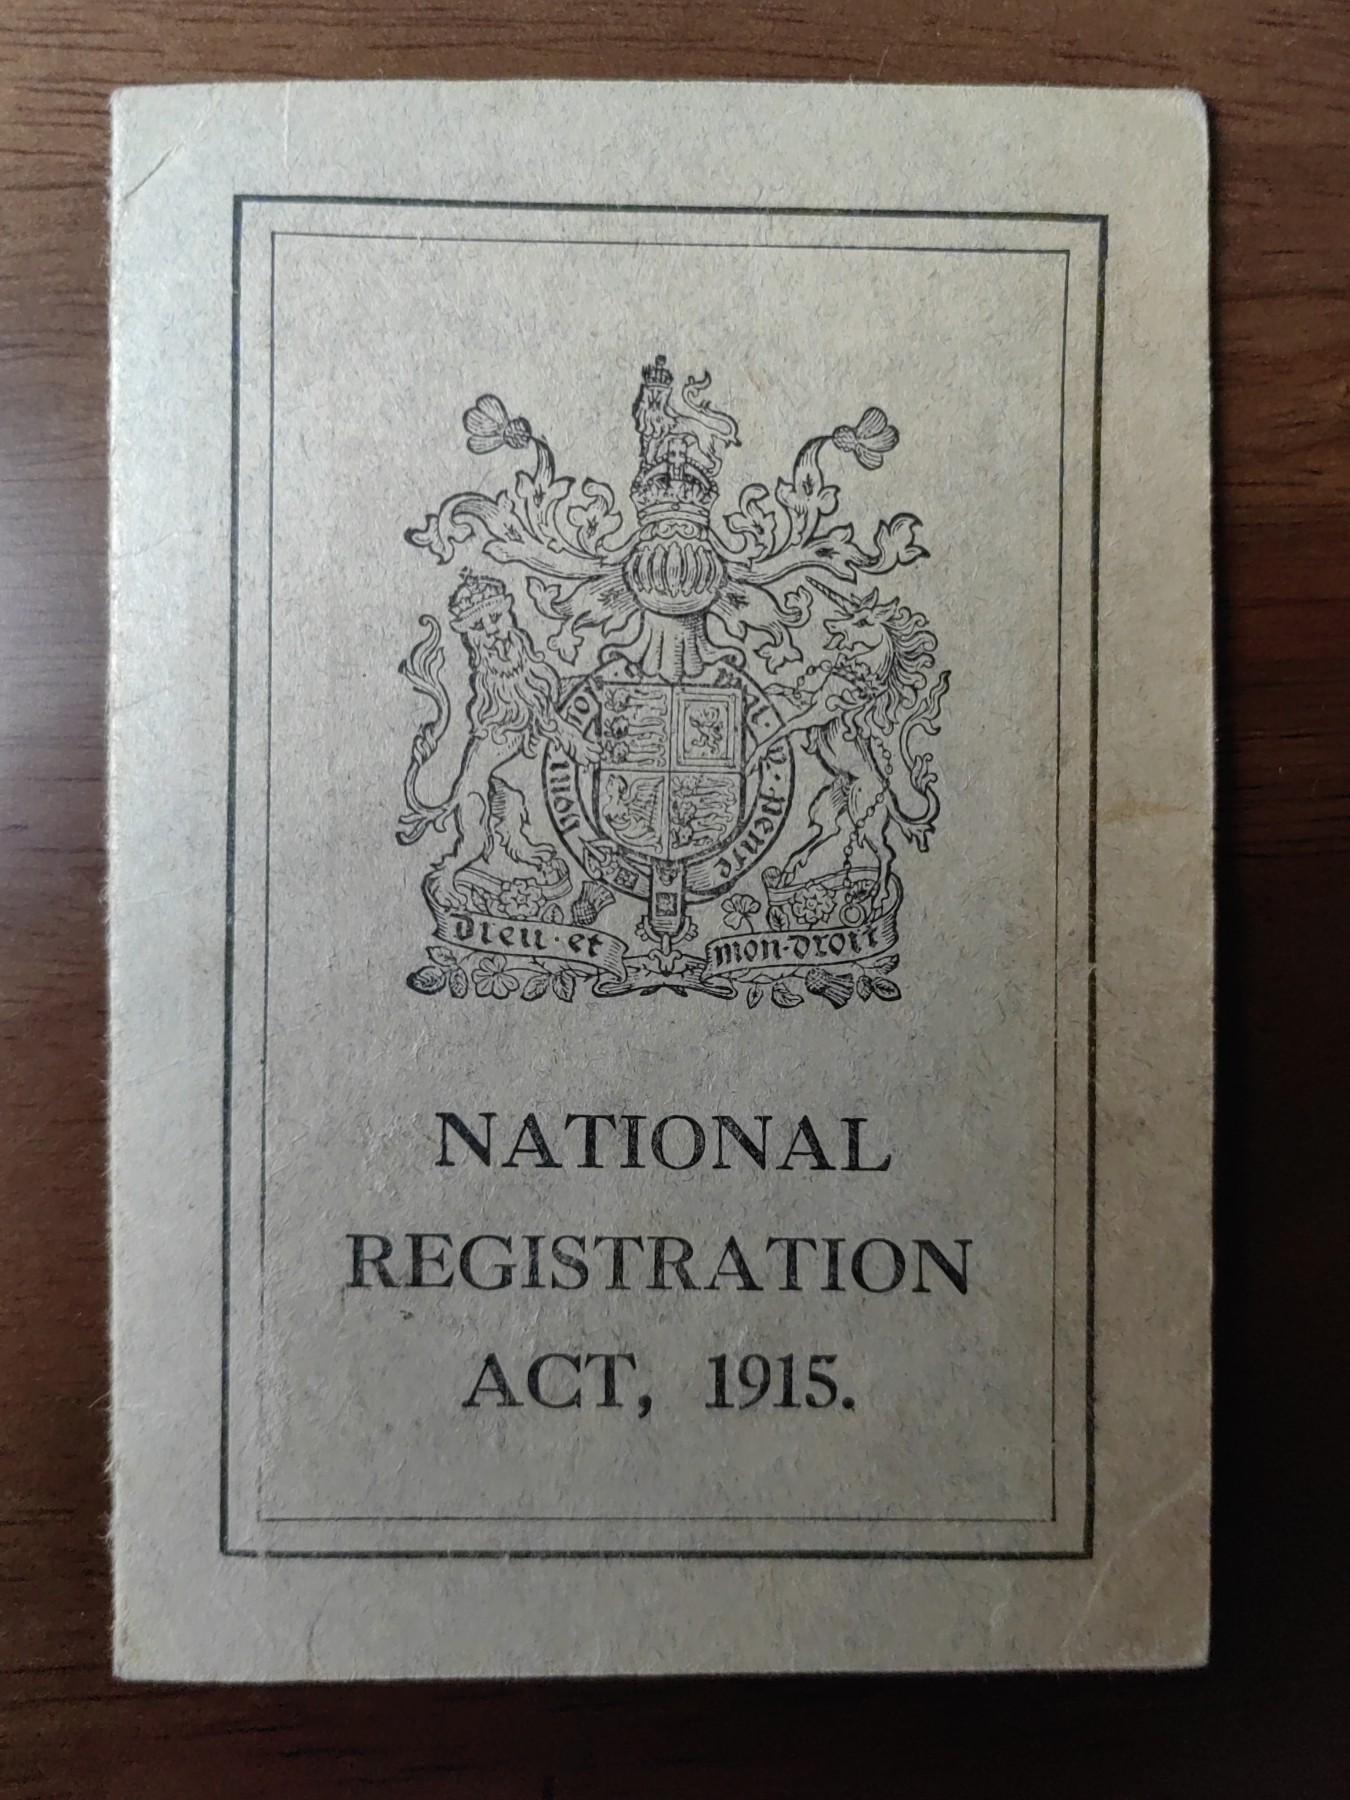 honi soit qui mal y pense
dieu · et mon · droit
NATIONAL
REGISTRATION
ACT, 1915.